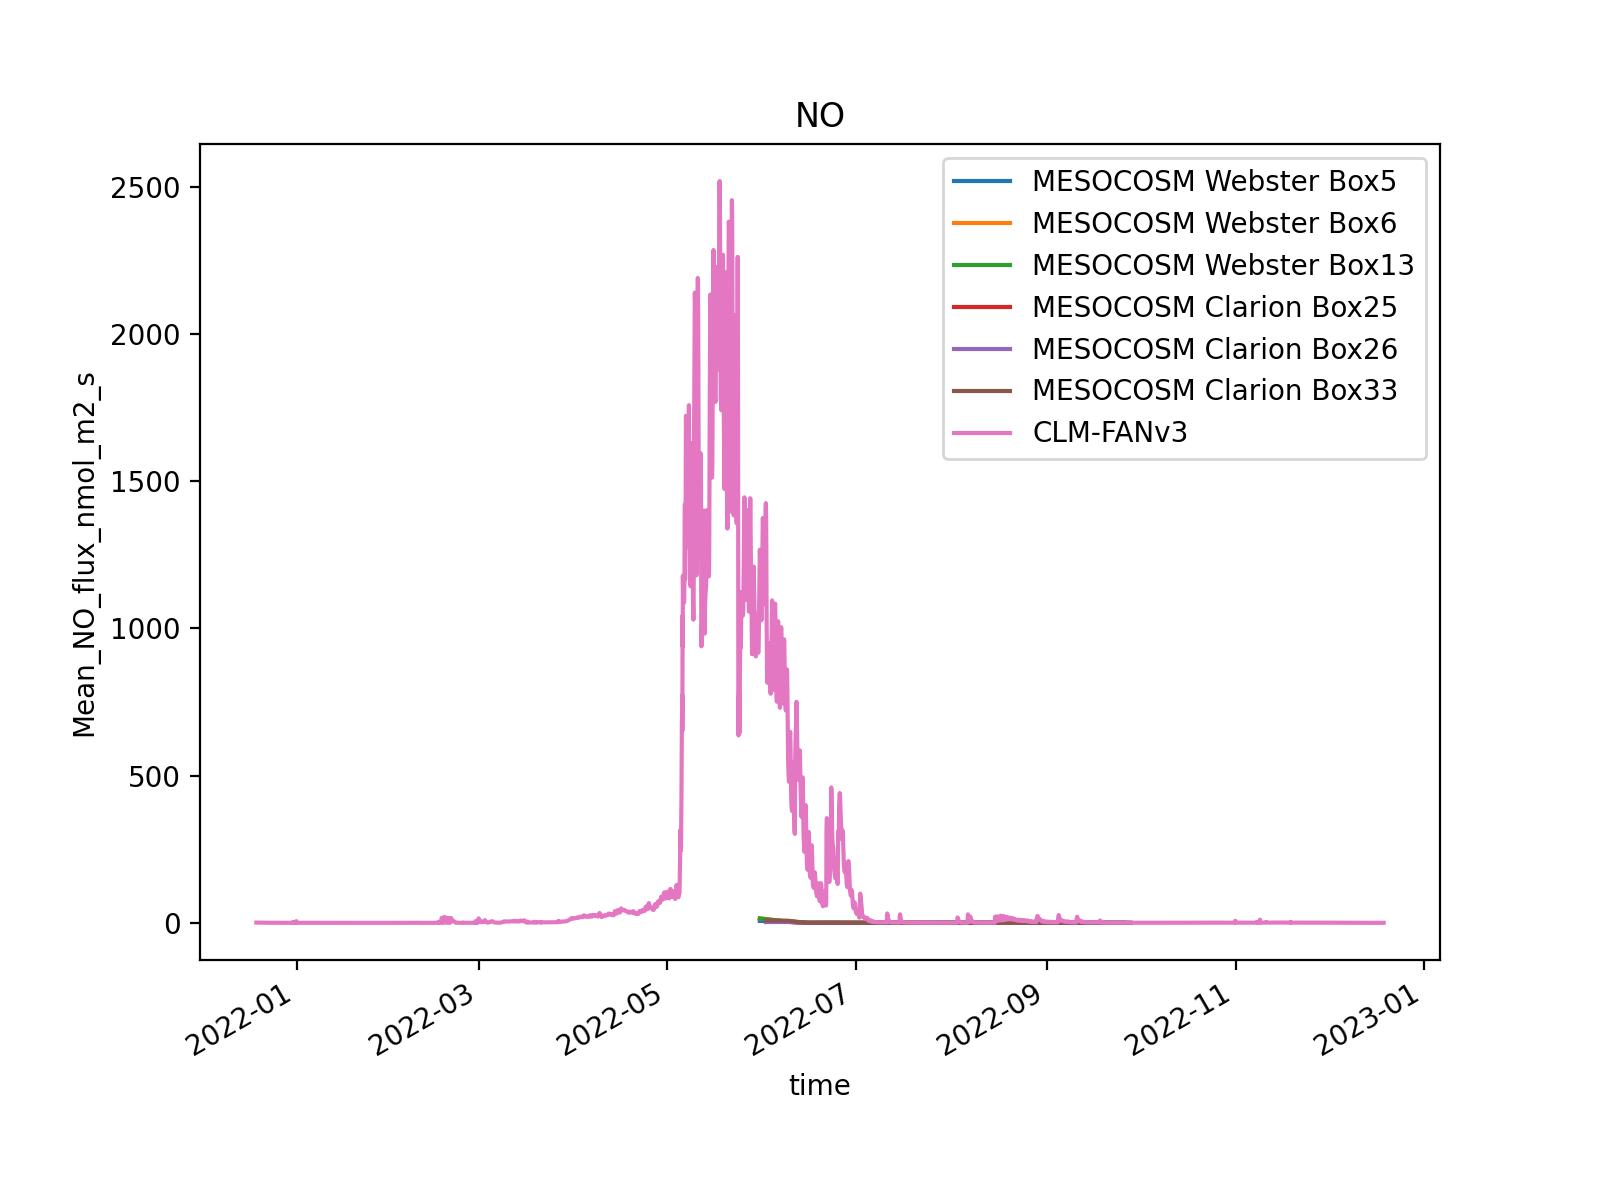 NO
2500
2000
1500
1000
500
0
Mean_NO_flux_nmol_m2_s
MESOCOSM Webster Box5
MESOCOSM Webster Box6
MESOCOSM Webster Box13
MESOCOSM Clarion Box25
MESOCOSM Clarion Box26
MESOCOSM Clarion Box33
CLM-FANv3
2022-01
2022-03
2022-05
2022-07
2022-09
2022-11
2023-01
time